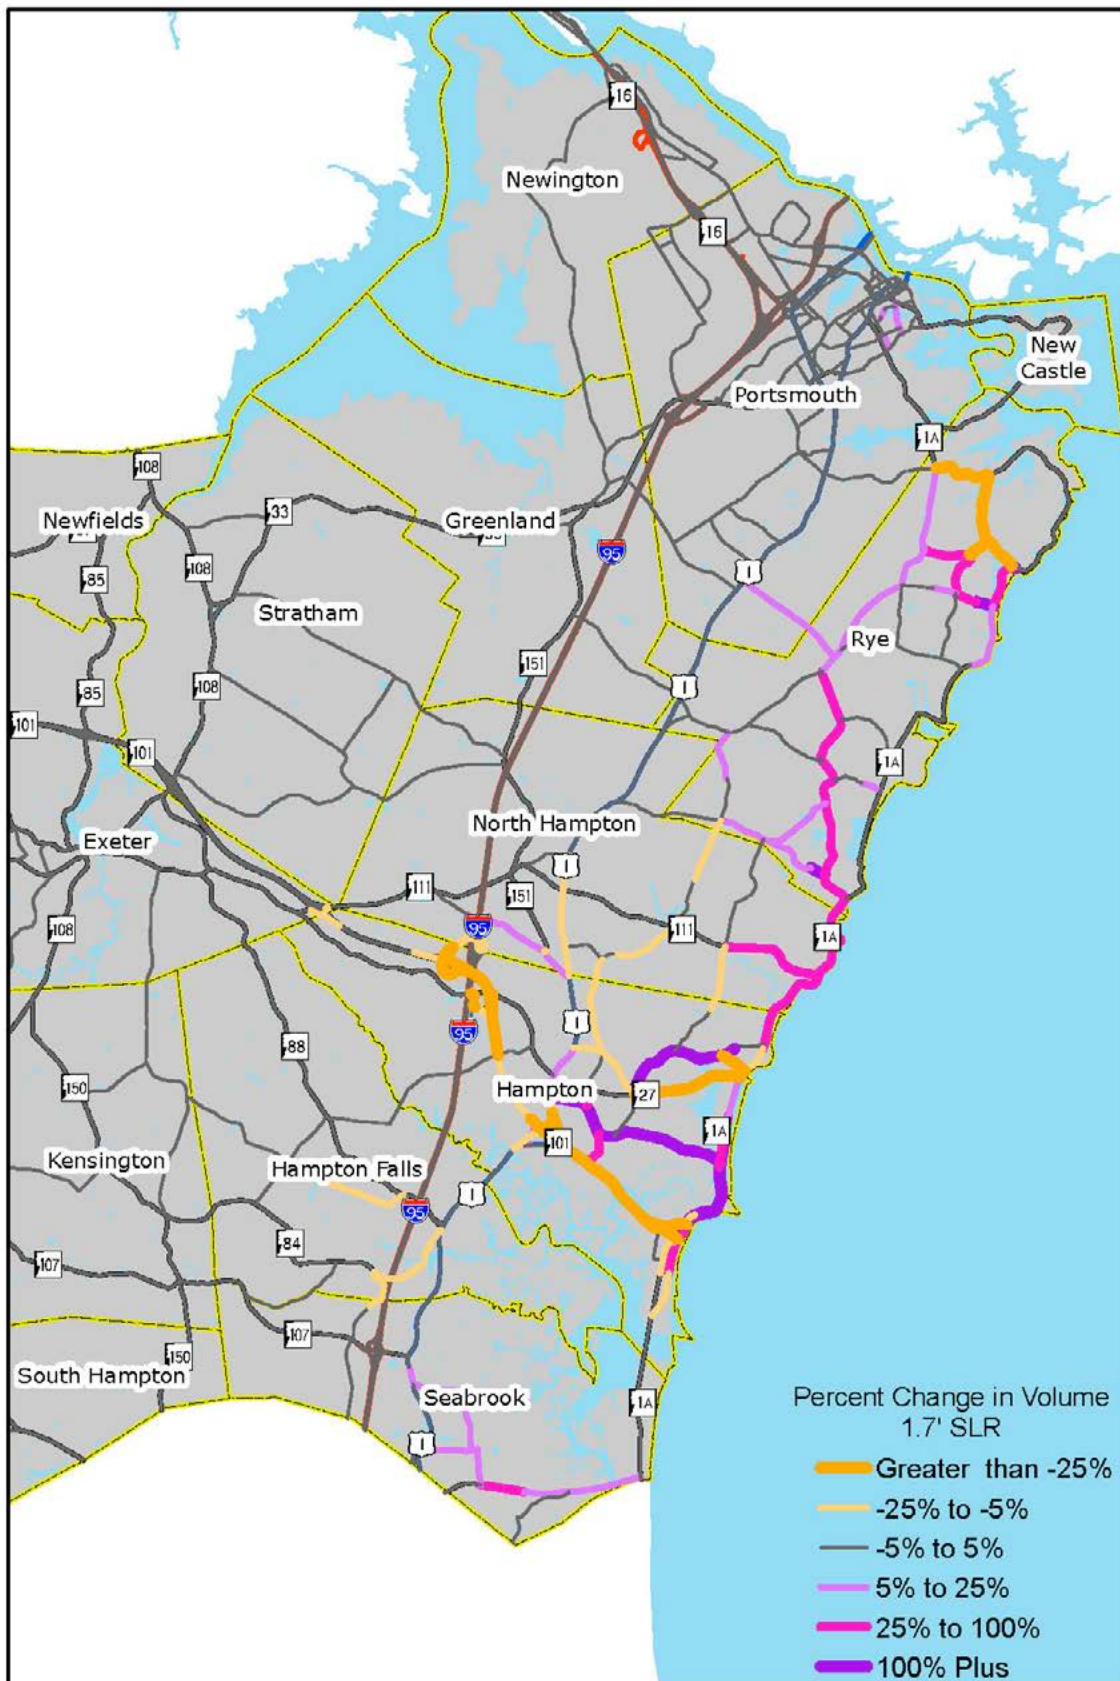 16
Newington
16
New
Castle
Portsmouth
1A
108
33
Newfields
Greenland
95
108
85
1
Stratham
Rye
151
85
108
1
101
101
1A
North Hampton
Exeter
1
111
151
108
95
111
1A
95
1
88
150
Hampton
27
1A
101
Kensington
Hampton Falls
1
95
84
107
107
150
South Hampton
Seabrook
1A
1
Percent Change in Volume
1.7' SLR
Greater than -25%
-25% to -5%
-5% to 5%
5% to 25%
25% to 100%
100% Plus